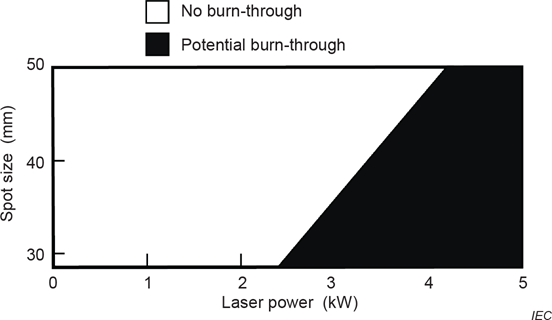 No burn-through
Potential burn-through
50
40
30
Spot size (mm)
0 1 2 3 4 5
Laser power (kW)
IEC